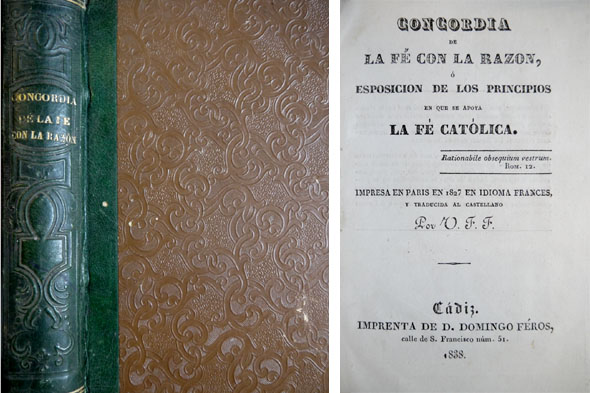 CONCORDIA
DE LA FE
CON LA RAZON
CONCORDIA
DE
LA FÉ CON LA RAZON,
Ó
ESPOSICION DE LOS PRINCIPIOS
EN QUE SE APOYA
LA FÉ CATÓLICA.
Rationabile obsequium vestrum.
Rom. 12.
IMPRESA EN PARIS EN 1827 EN IDIOMA FRANCES,
Y TRADUCIDA AL CASTELLANO
Por V. F. F.
Cádiz.
IMPRENTA DE D. DOMINGO FÉROS,
calle de S. Francisco núm. 51.
1838.